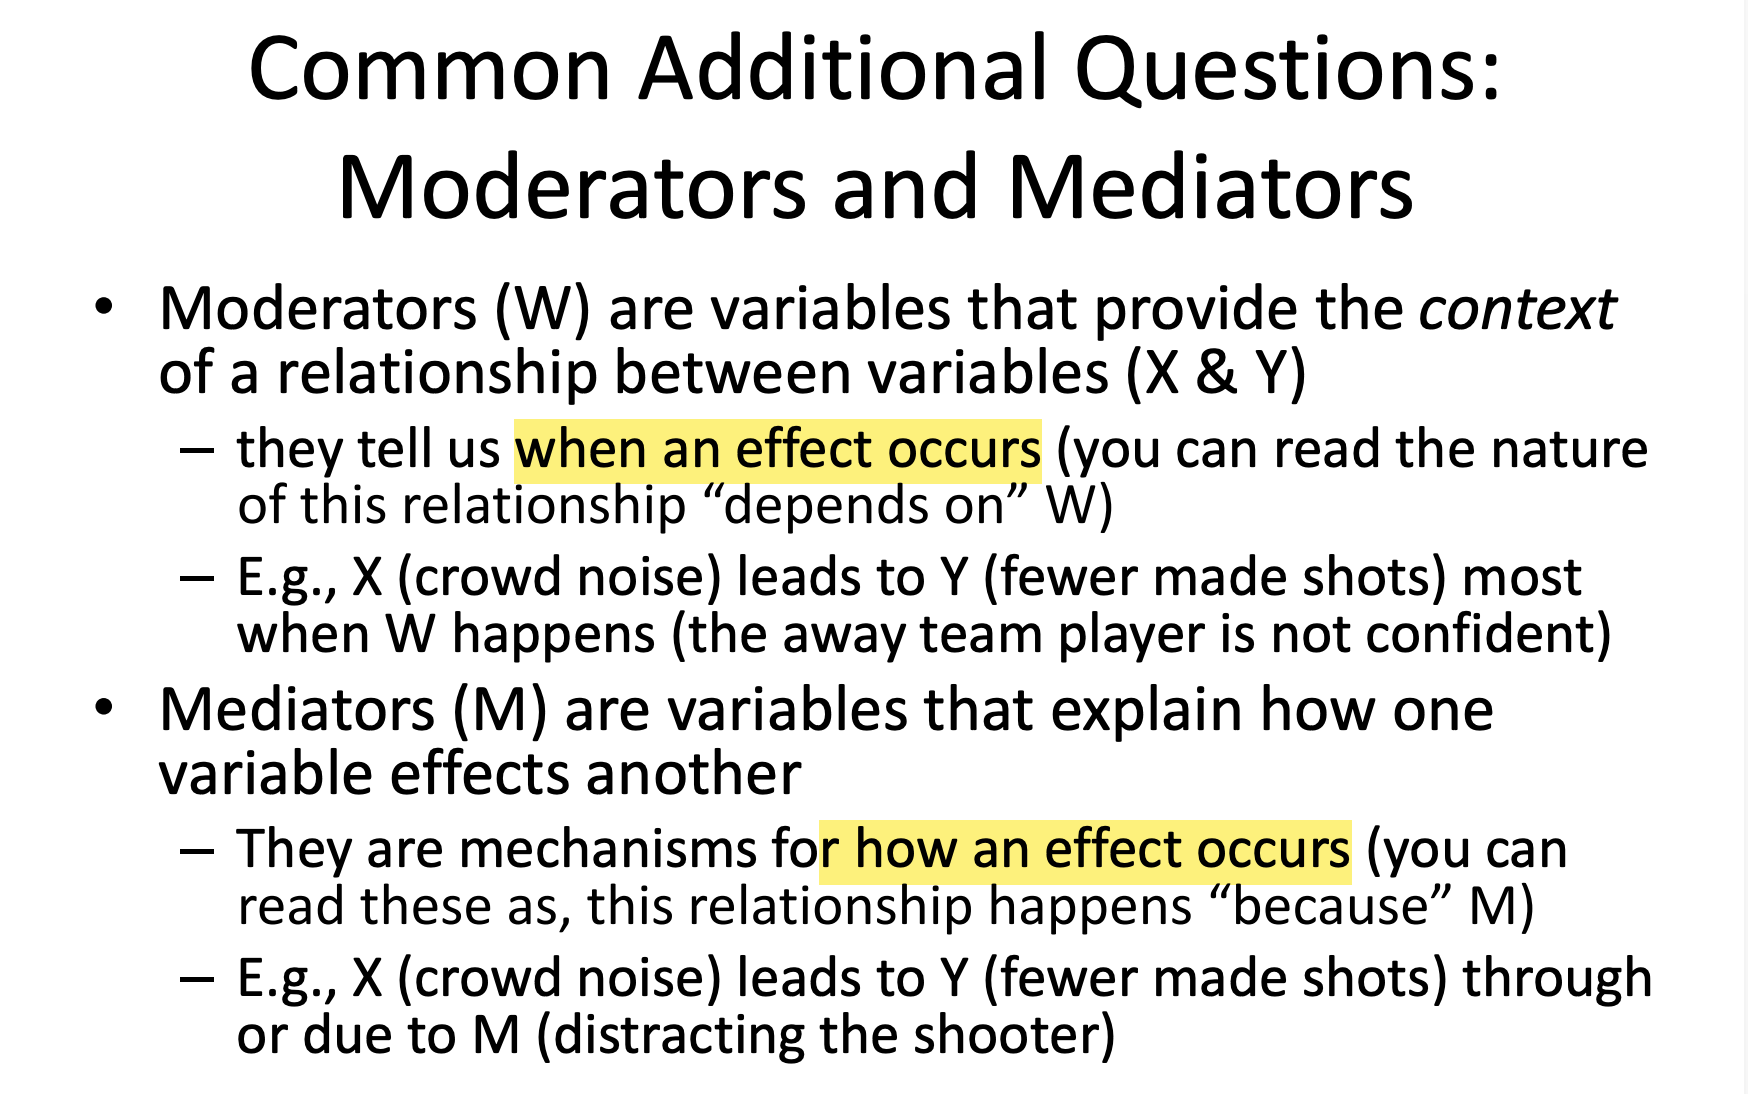 Common Additional Questions:
Moderators and Mediators
• Moderators (W) are variables that provide the context
of a relationship between variables (X & Y)
– they tell us when an effect occurs (you can read the nature
of this relationship “depends on” W)
– E.g., X (crowd noise) leads to Y (fewer made shots) most
when W happens (the away team player is not confident)
• Mediators (M) are variables that explain how one
variable effects another
– They are mechanisms for how an effect occurs (you can
read these as, this relationship happens “because” M)
– E.g., X (crowd noise) leads to Y (fewer made shots) through
or due to M (distracting the shooter)